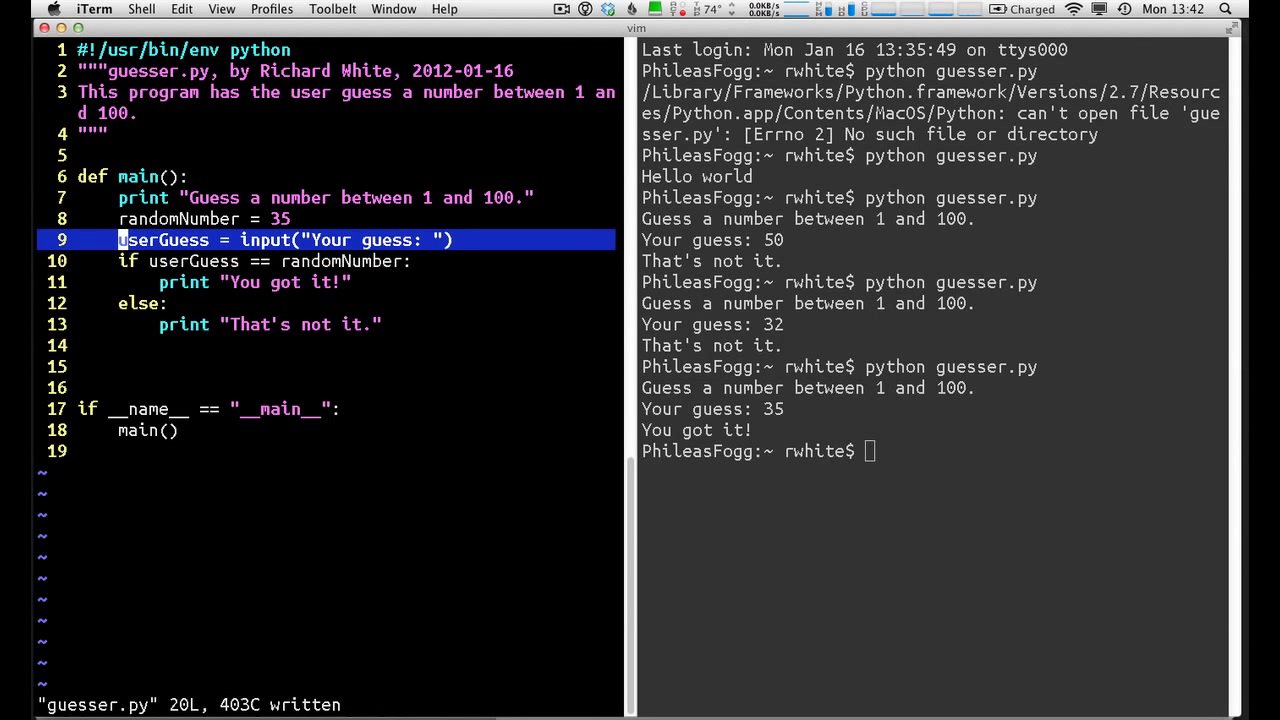 iTerm Shell Edit View Profiles Toolbelt Window Help 74° 0.0KB/s 0.0KB/s Charged Mon 13:42
vim
1 #!/usr/bin/env python
2 """guesser.py, by Richard White, 2012-01-16
3 This program has the user guess a number between 1 an
d 100.
4 """
5
6 def main():
7 print "Guess a number between 1 and 100."
8 randomNumber = 35
9 userGuess = input("Your guess: ")
10 if userGuess == randomNumber:
11 print "You got it!"
12 else:
13 print "That's not it."
14
15
16
17 if __name__ == "__main__":
18 main()
19
~
~
~
~
~
~
~
~
~
~
~
"guesser.py" 20L, 403C written
Last login: Mon Jan 16 13:35:49 on ttys000
PhileasFogg:~ rwhite$ python guesser.py
/Library/Frameworks/Python.framework/Versions/2.7/Resourc
es/Python.app/Contents/MacOS/Python: can't open file 'gue
sser.py': [Errno 2] No such file or directory
PhileasFogg:~ rwhite$ python guesser.py
Hello world
PhileasFogg:~ rwhite$ python guesser.py
Guess a number between 1 and 100.
Your guess: 50
That's not it.
PhileasFogg:~ rwhite$ python guesser.py
Guess a number between 1 and 100.
Your guess: 32
That's not it.
PhileasFogg:~ rwhite$ python guesser.py
Guess a number between 1 and 100.
Your guess: 35
You got it!
PhileasFogg:~ rwhite$